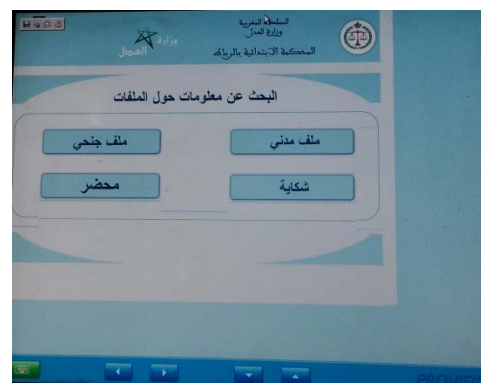 المملكة المغربية
وزارة العدل
المحكمة الابتدائية بالرباط
وزارة العدل
البحث عن معلومات حول الملفات
ملف مدني
ملف جنحي
شكاية
محضر